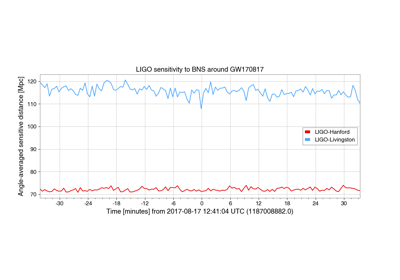 LIGO sensitivity to BNS around GW170817
Angle-averaged sensitive distance [Mpc]
120
110
100
90
80
70
LIGO-Hanford
LIGO-Livingston
-30 -24 -18 -12 -6 0 6 12 18 24 30
Time [minutes] from 2017-08-17 12:41:04 UTC (1187008882.0)